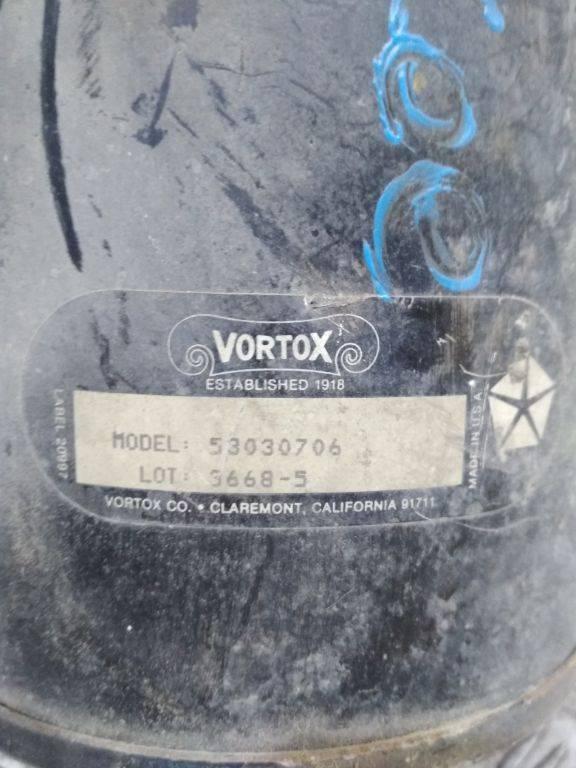 VORTOX
ESTABLISHED 1918
LABEL 20997
MODEL: 53030706
LOT: 3668-5
MADE IN U.S.A.
VORTOX CO. • CLAREMONT, CALIFORNIA 91711